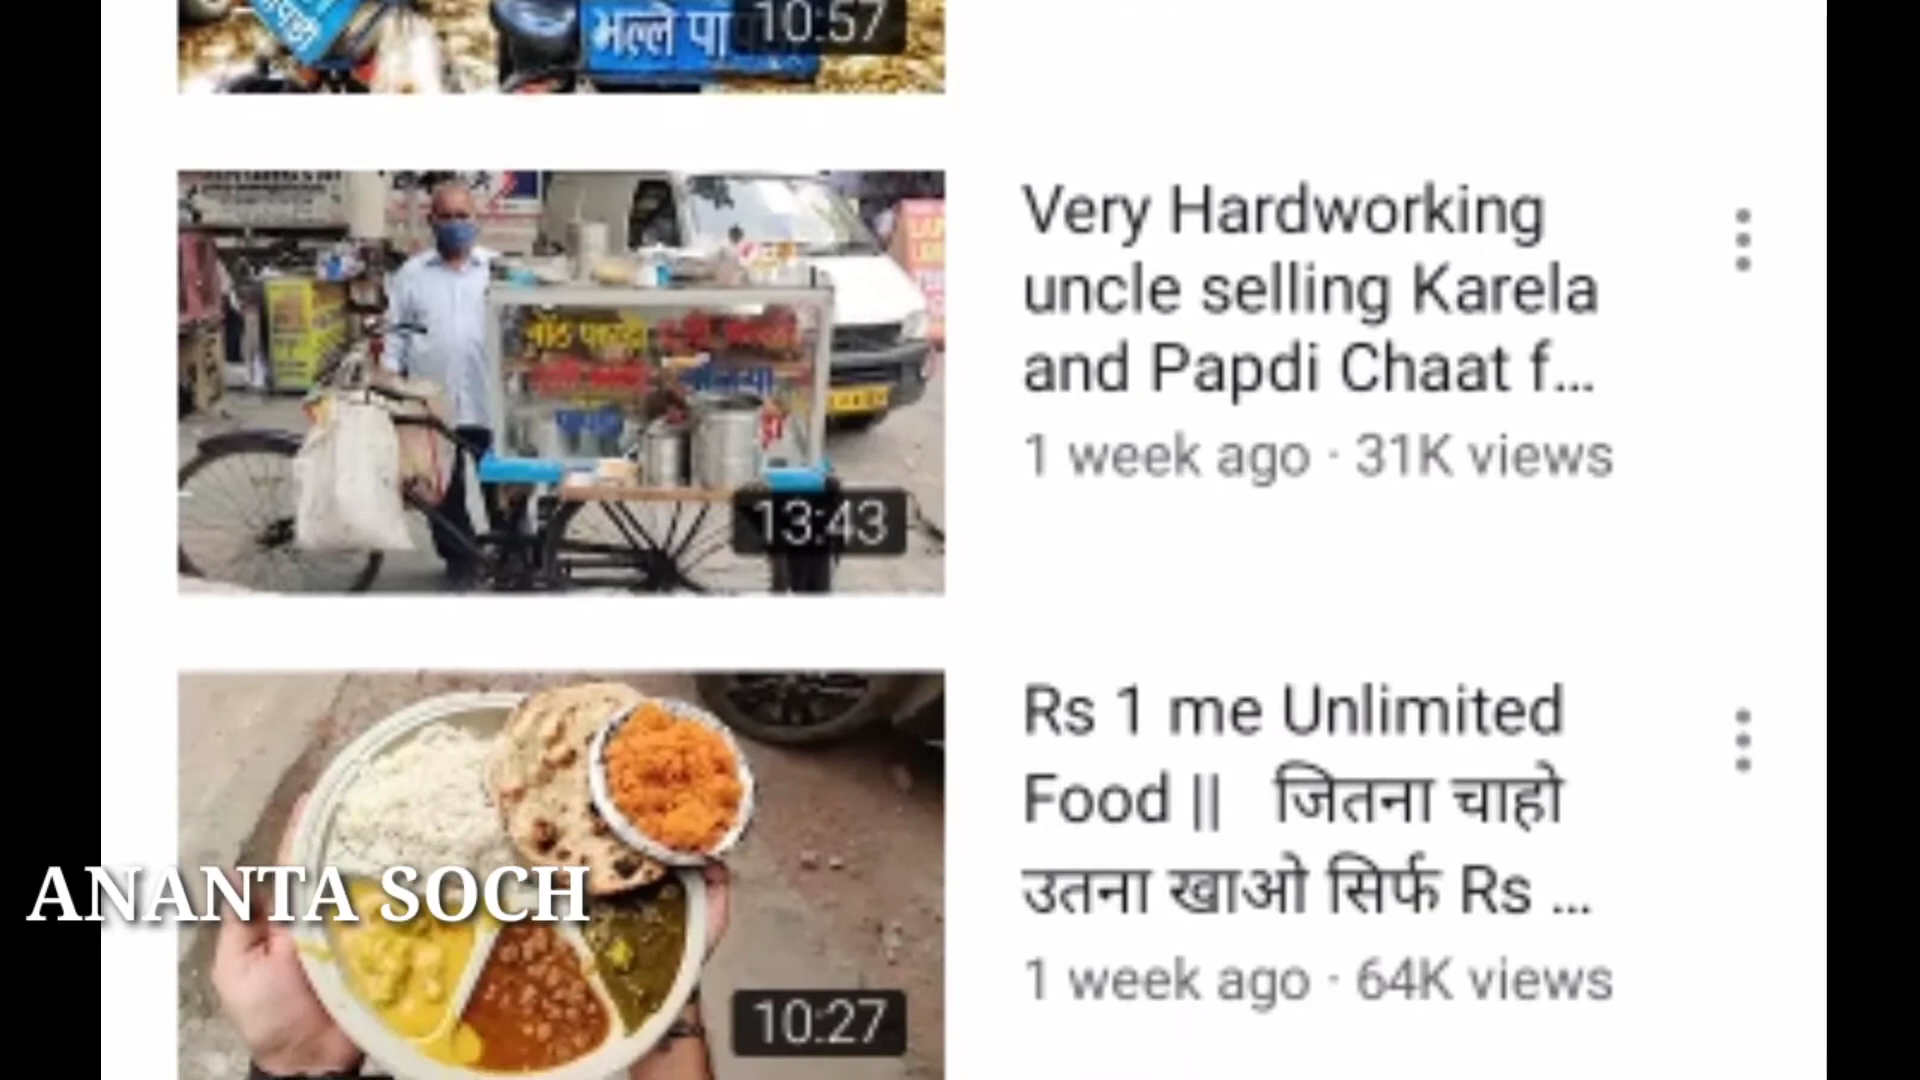 भल्ले पा
10:57
Very Hardworking
uncle selling Karela
and Papdi Chaat f...
1 week ago · 31K views
13:43
Rs 1 me Unlimited
Food || जितना चाहो
उतना खाओ सिर्फ Rs ...
1 week ago · 64K views
ANANTA SOCH
10:27